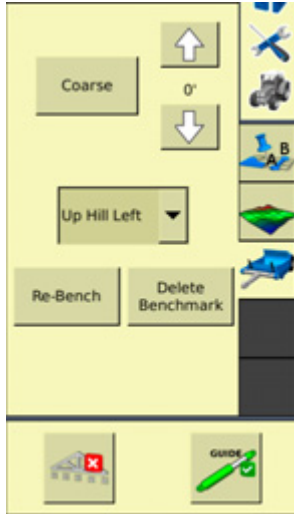 Coarse
0'
A B
Up Hill Left
Re-Bench
Delete
Benchmark
GUIDE